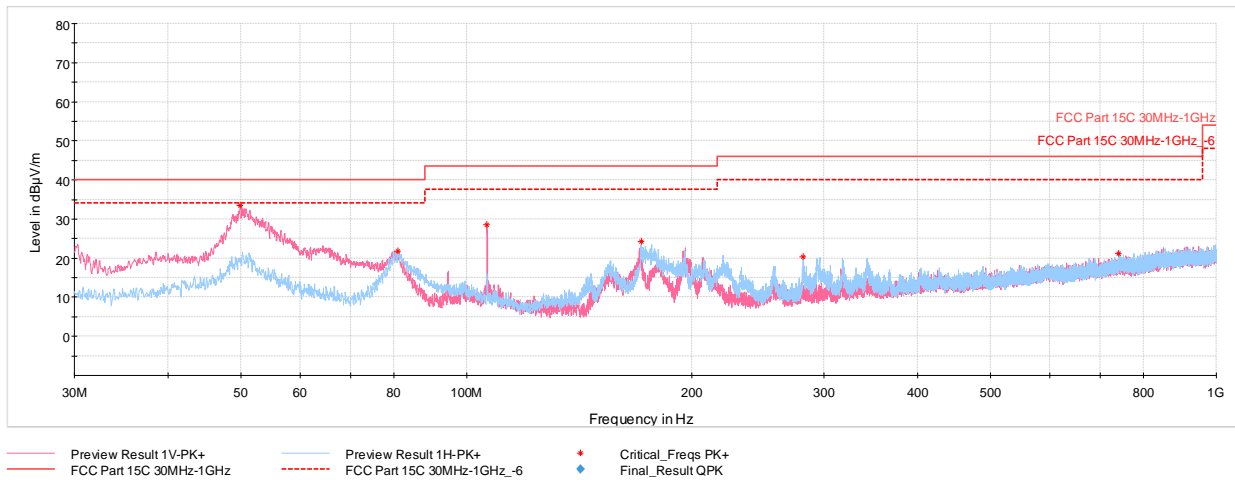 80
70
60
FCC Part 15C 30MHz-1GHz
50
FCC Part 15C 30MHz-1GHz_-6
40
30
20
10
0
Level in dBµV/m
30M 50 60 80 100M 200 300 400 500 800 1G
Frequency in Hz
Preview Result 1V-PK+ Preview Result 1H-PK+ Critical_Freqs PK+
FCC Part 15C 30MHz-1GHz FCC Part 15C 30MHz-1GHz_-6 Final_Result QPK